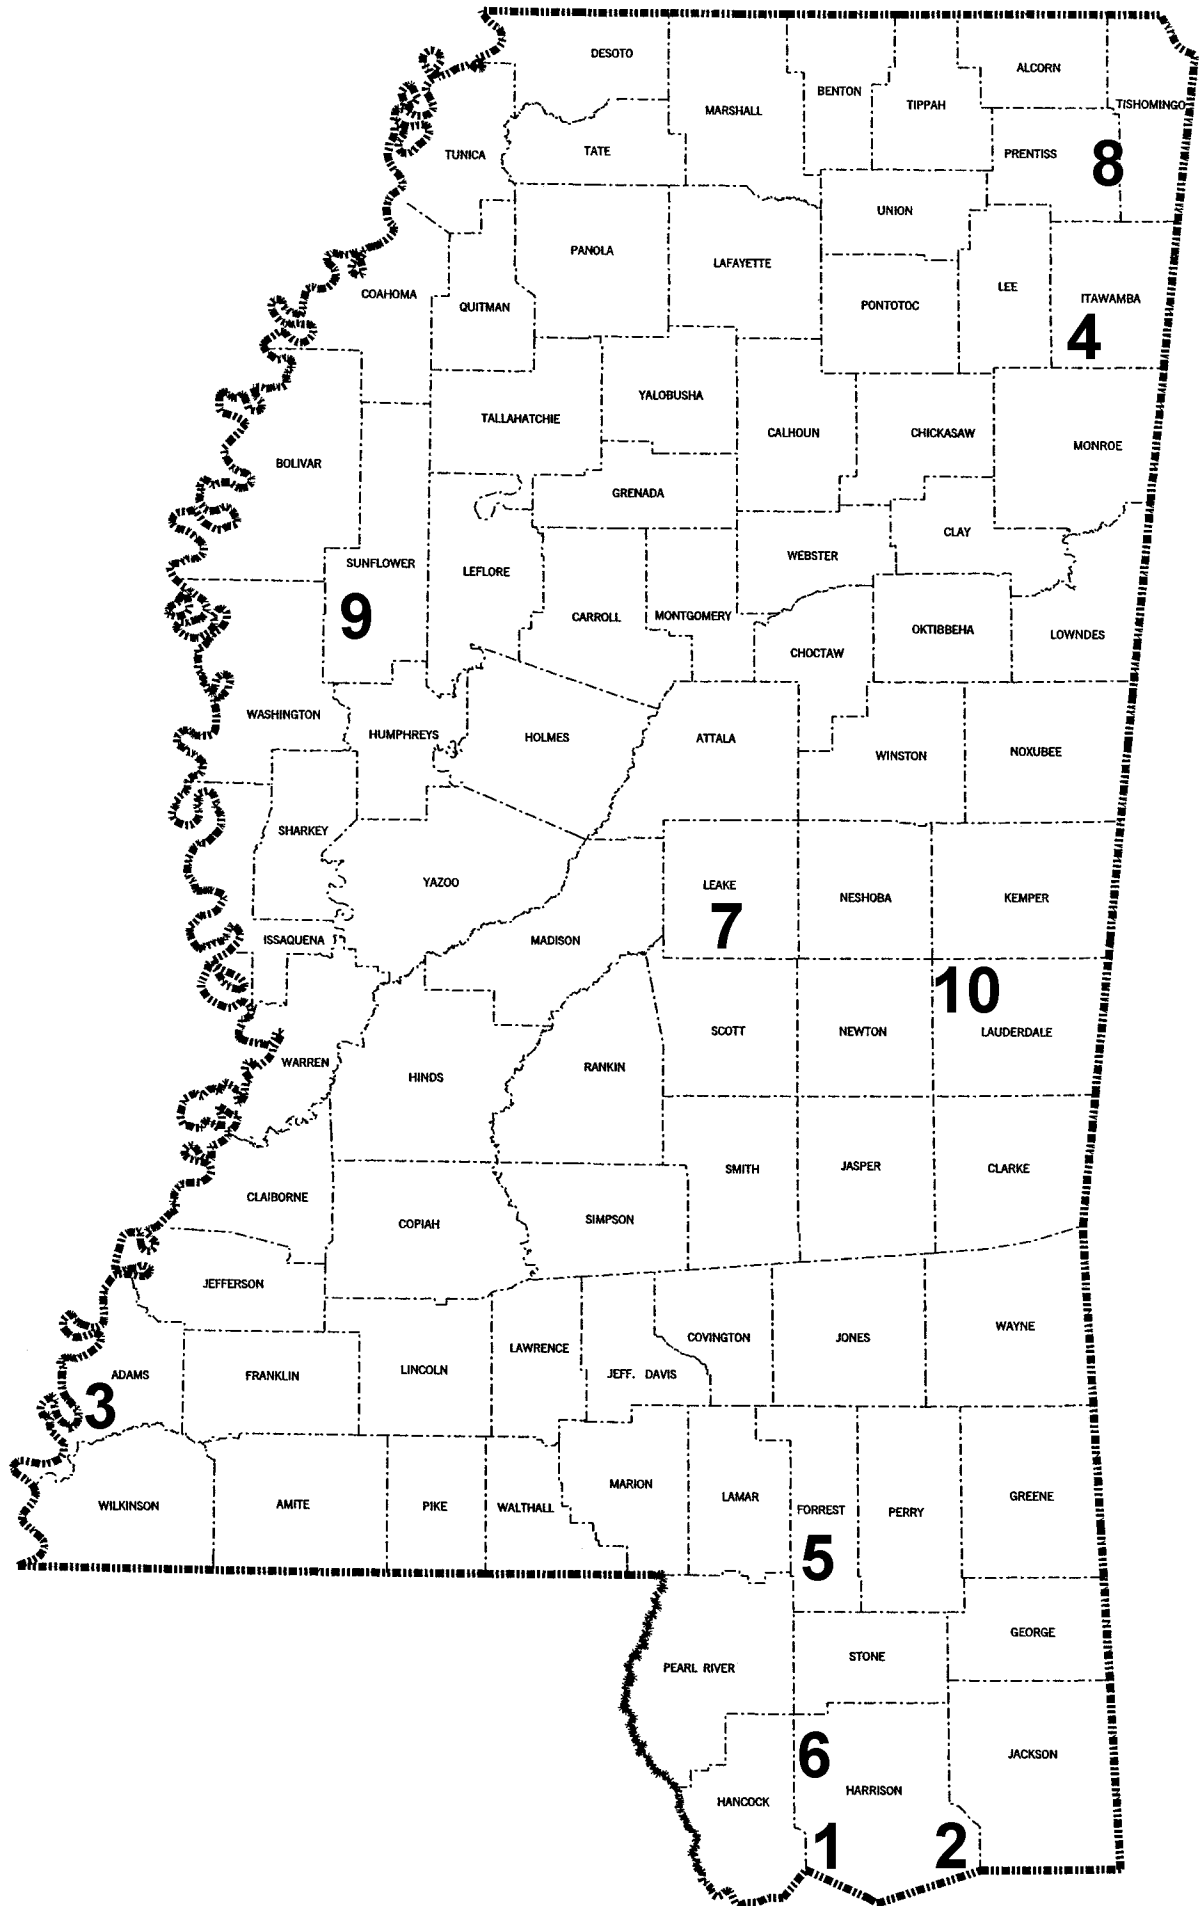 DESOTO
ALCORN
BENTON
MARSHALL
TIPPAH
TISHOMINGO
TUNICA
TATE
PRENTISS
8
UNION
PANOLA
LAFAYETTE
COAHOMA
QUITMAN
PONTOTOC
LEE
ITAWAMBA
4
YALOBUSHA
TALLAHATCHIE
CALHOUN
CHICKASAW
MONROE
BOLIVAR
GRENADA
CLAY
WEBSTER
SUNFLOWER
LEFLORE
9
CARROLL
MONTGOMERY
OKTIBBEHA
LOWNDES
CHOCTAW
WASHINGTON
HUMPHREYS
HOLMES
ATTALA
WINSTON
NOXUBEE
SHARKEY
YAZOO
LEAKE
NESHOBA
KEMPER
7
ISSAQUENA
MADISON
10
SCOTT
NEWTON
LAUDERDALE
WARREN
HINDS
RANKIN
SMITH
JASPER
CLARKE
CLAIBORNE
COPIAH
SIMPSON
JEFFERSON
COVINGTON
JONES
WAYNE
LAWRENCE
ADAMS
FRANKLIN
LINCOLN
JEFF. DAVIS
3
WILKINSON
AMITE
PIKE
WALTHALL
MARION
LAMAR
FORREST
PERRY
GREENE
5
GEORGE
STONE
PEARL RIVER
6
JACKSON
HANCOCK
HARRISON
1
2